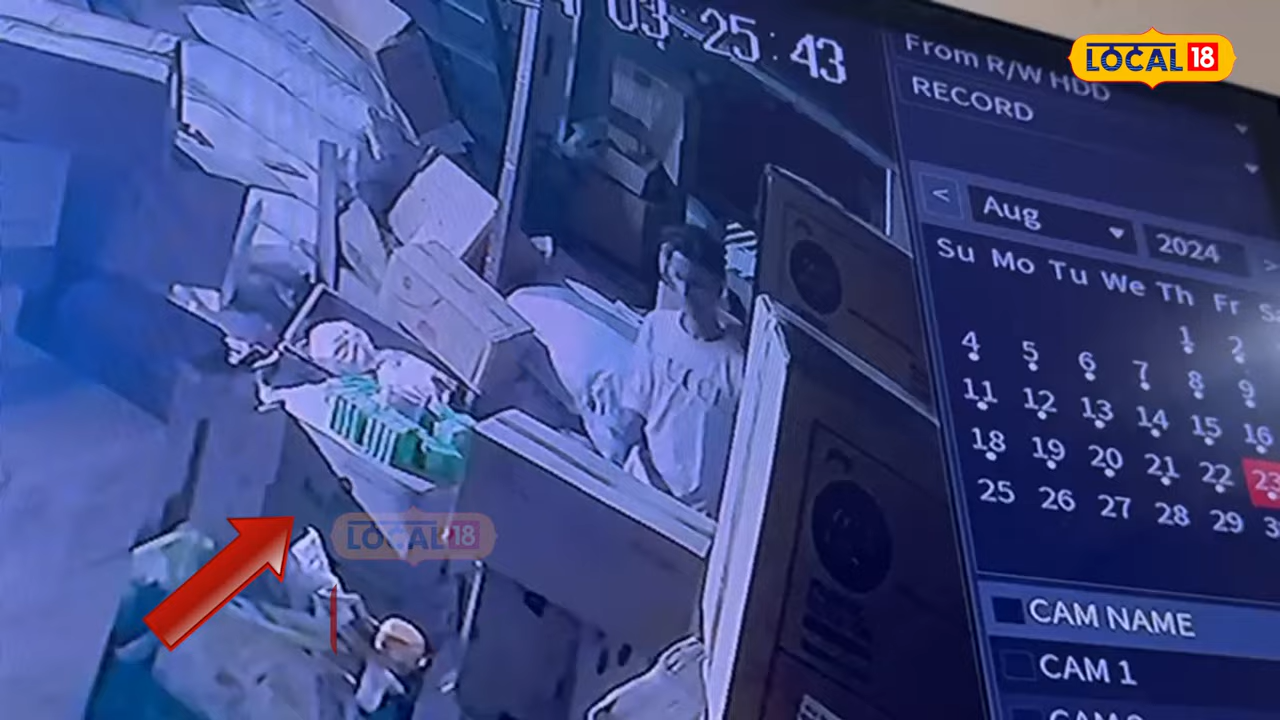 03:25:43
From R/W HDD
RECORD
LOCAL 18
<
Aug
2024
>
Su Mo Tu We Th Fr Sa
1 2
4 5 6 7 8 9
11 12 13 14 15 16
18 19 20 21 22 23
25 26 27 28 29
CAM NAME
CAM 1
LOCAL 18